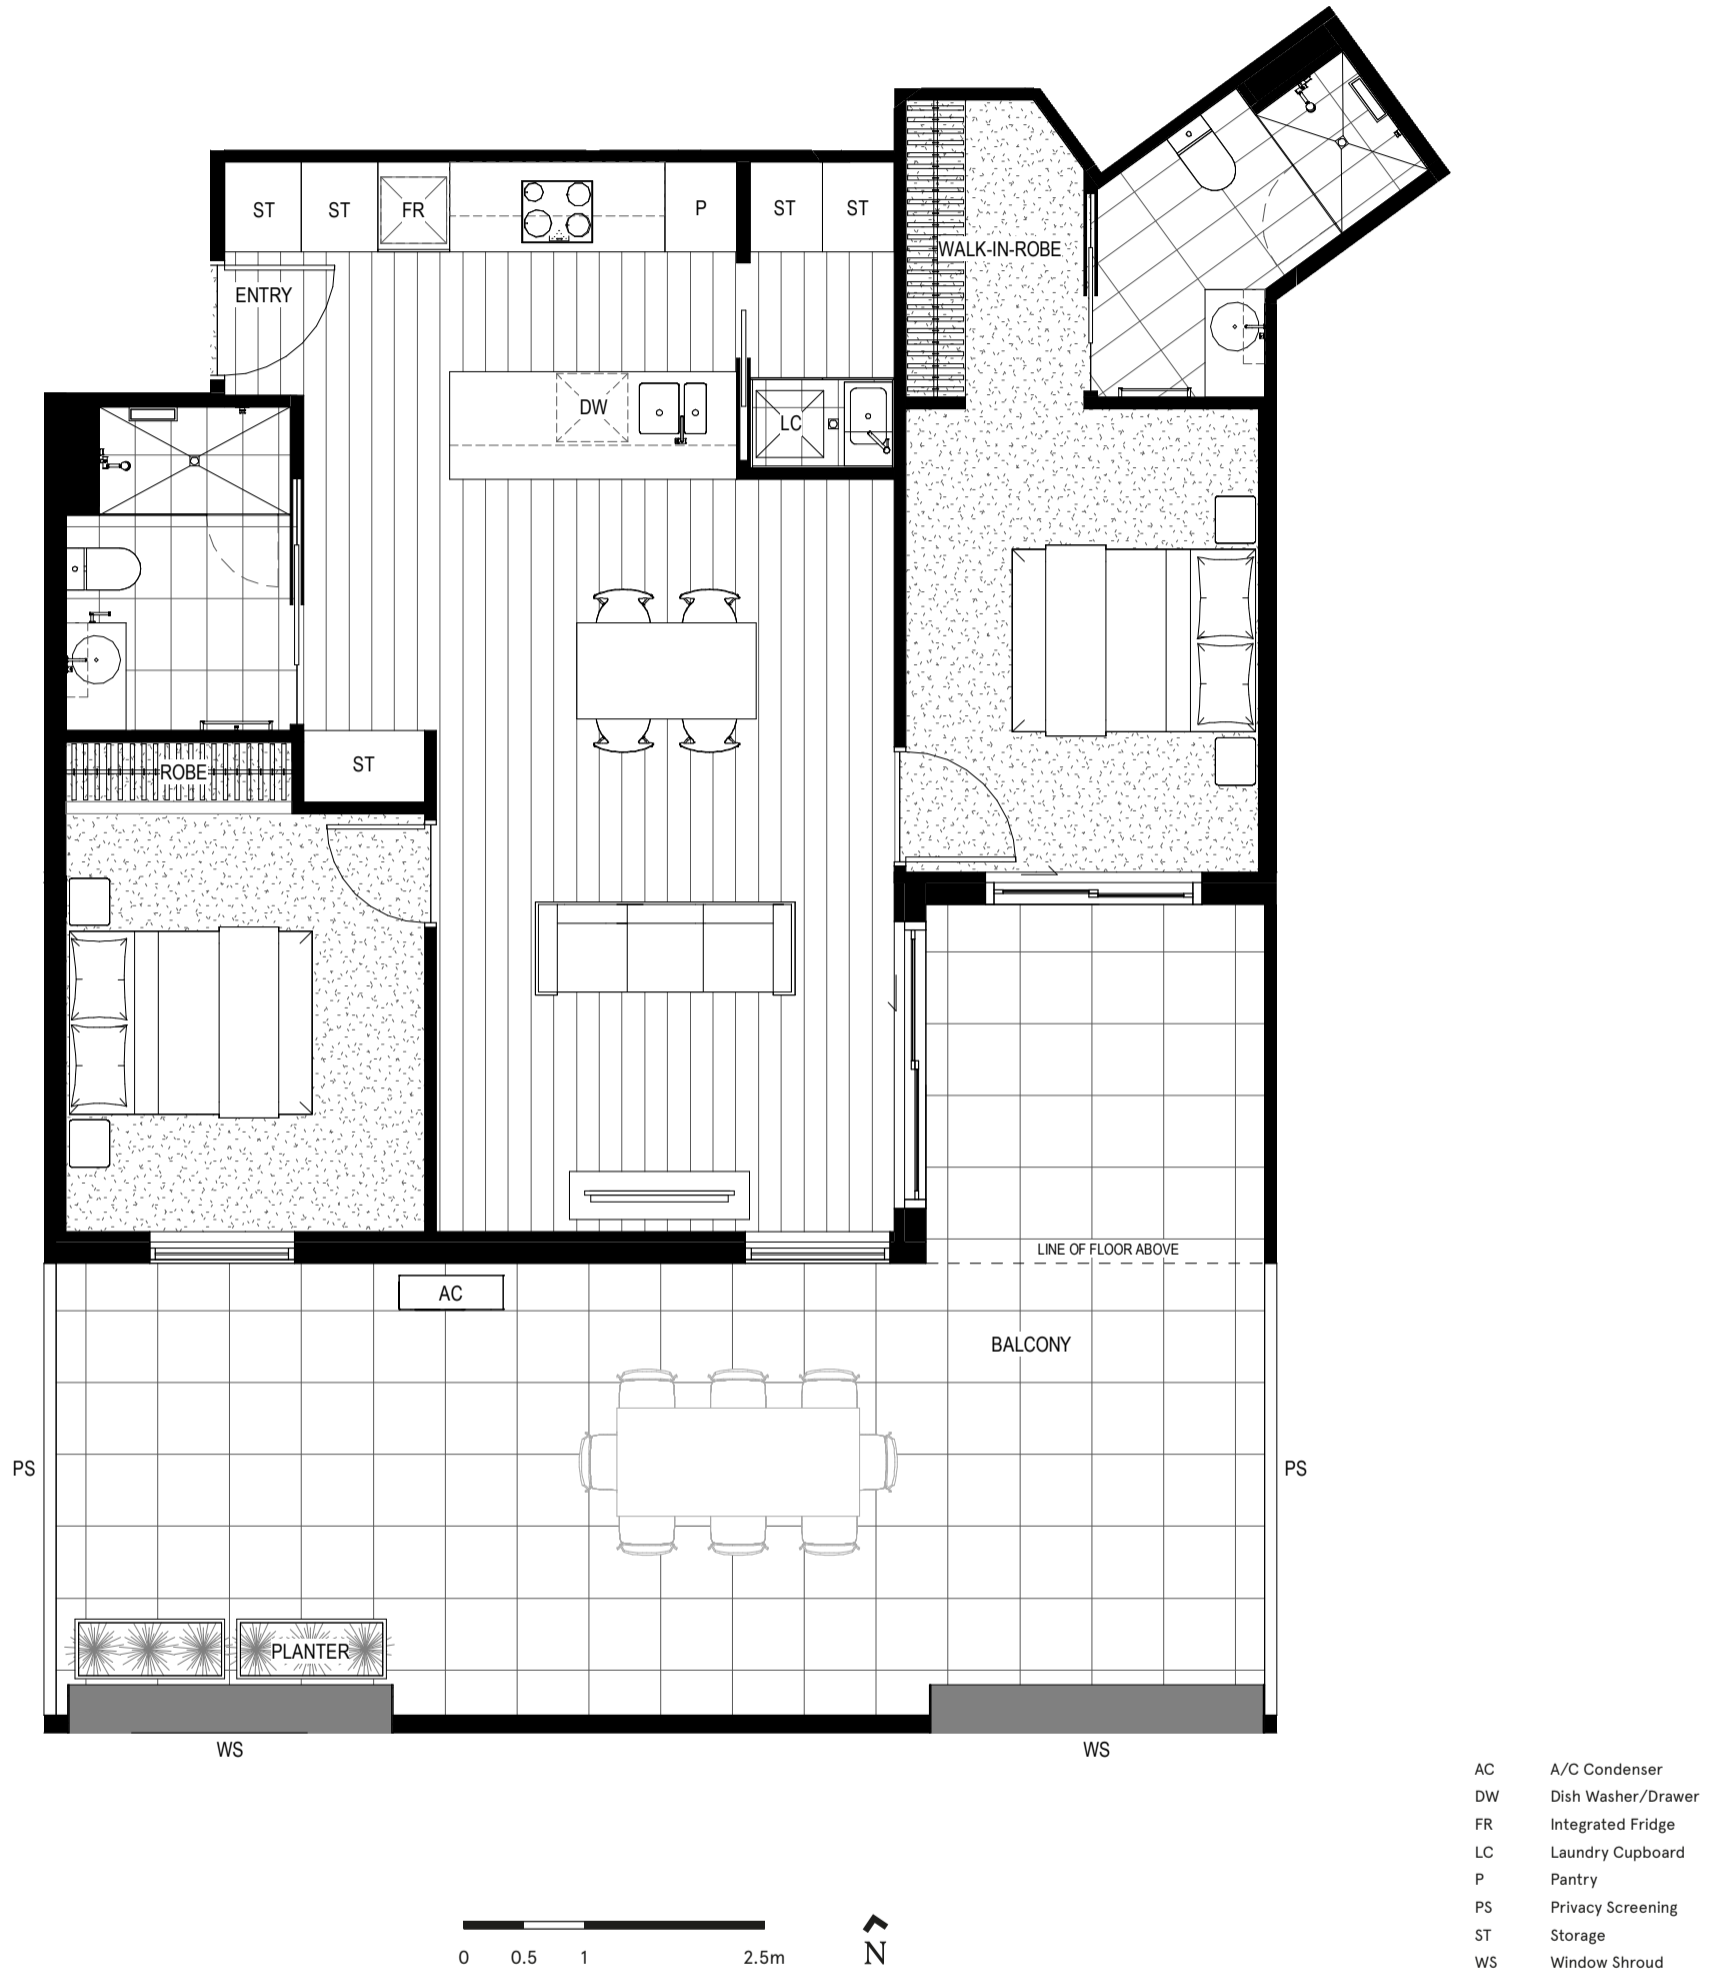 ST
ST
FR
P
ST
ST
WALK-IN-ROBE
ENTRY
DW
LC
ROBE
ST
LINE OF FLOOR ABOVE
AC
BALCONY
PS
PS
PLANTER
WS
WS
AC A/C Condenser
DW Dish Washer/Drawer
FR Integrated Fridge
LC Laundry Cupboard
P Pantry
PS Privacy Screening
ST Storage
WS Window Shroud
0 0.5 1 2.5m
N